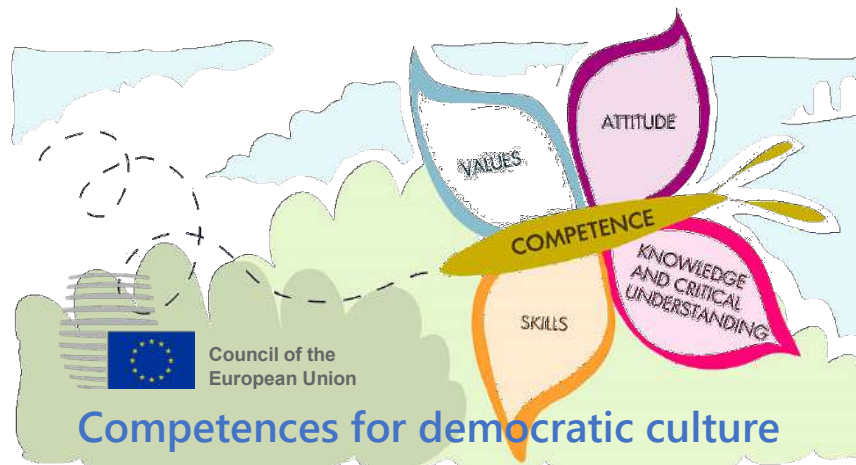 ATTITUDE
VALUES
COMPETENCE
KNOWLEDGE
AND CRITICAL
UNDERSTANDING
SKILLS
Council of the
European Union
Competences for democratic culture